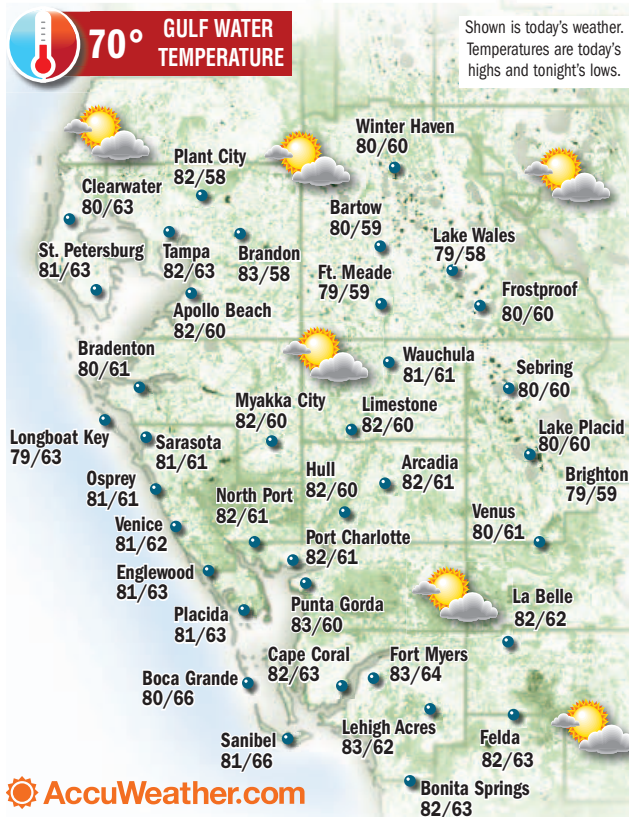 70° GULF WATER
TEMPERATURE
Shown is today's weather.
Temperatures are today's
highs and tonight's lows.
Winter Haven
80/60
Plant City
82/58
Clearwater
80/63
Bartow
80/59
Lake Wales
79/58
St. Petersburg
81/63
Tampa
82/63
Brandon
83/58
Ft. Meade
79/59
Frostproof
80/60
Apollo Beach
82/60
Bradenton
80/61
Wauchula
81/61
Sebring
80/60
Myakka City
82/60
Limestone
82/60
Longboat Key
79/63
Sarasota
81/61
Lake Placid
80/60
Brighton
79/59
Osprey
81/61
North Port
82/61
Hull
82/60
Arcadia
82/61
Venus
80/61
Venice
81/62
Port Charlotte
82/61
Englewood
81/63
Punta Gorda
83/60
La Belle
82/62
Placida
81/63
Cape Coral
82/63
Fort Myers
83/64
Boca Grande
80/66
Lehigh Acres
83/62
Felda
82/63
Sanibel
81/66
Bonita Springs
82/63
AccuWeather.com